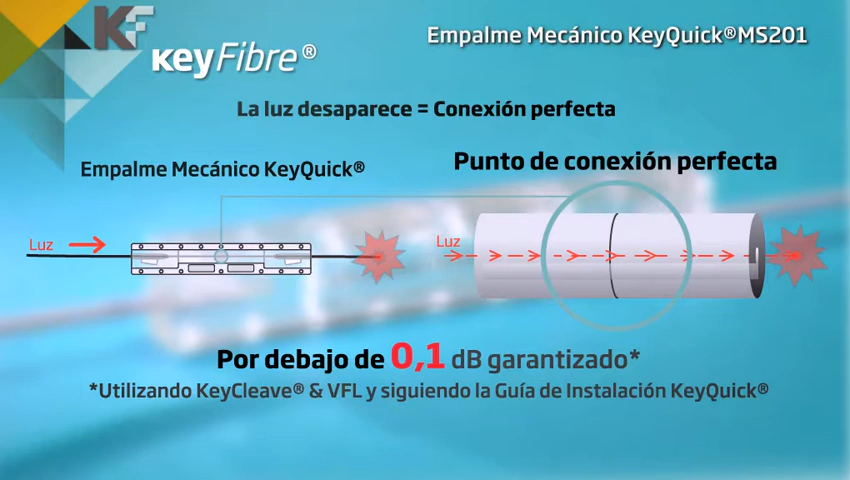 KF
KeyFibre®
Empalme Mecánico KeyQuick®MS201
La luz desaparece = Conexión perfecta
Empalme Mecánico KeyQuick®
Punto de conexión perfecta
Luz
Luz
Por debajo de 0,1 dB garantizado*
*Utilizando KeyCleave® & VFL y siguiendo la Guía de Instalación KeyQuick®